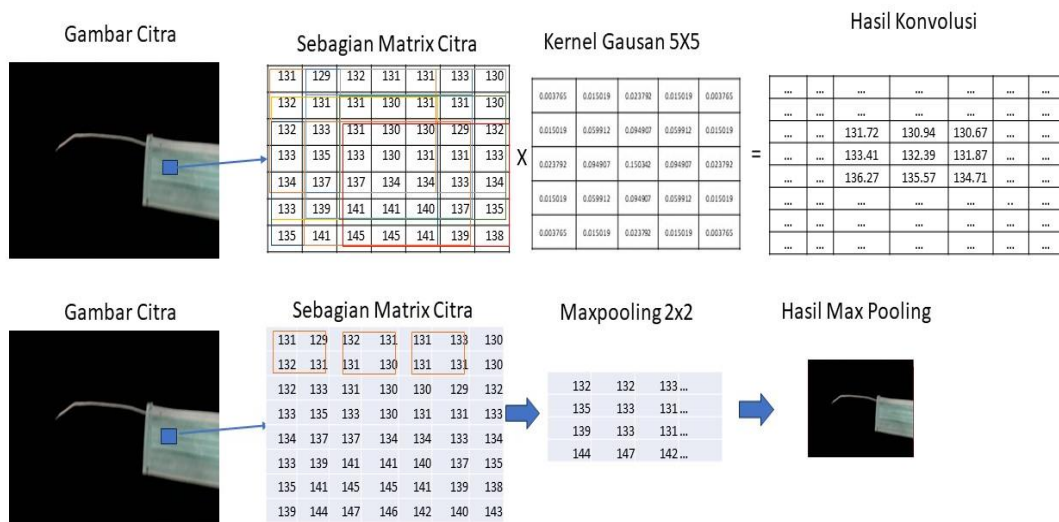 Gambar Citra
Sebagian Matrix Citra
Kernel Gausan 5X5
Hasil Konvolusi
131 129 132 131 131 133 130
132 131 131 130 131 131 130
132 133 131 130 130 129 132
133 135 133 130 131 131 133
134 137 137 134 134 133 134
133 139 141 141 140 137 135
135 141 145 145 141 139 138
X
0.003765 0.015019 0.023792 0.015019 0.003765
0.015019 0.059912 0.094907 0.059912 0.015019
0.023792 0.094907 0.150342 0.094907 0.023792
0.015019 0.059912 0.094907 0.059912 0.015019
0.003765 0.015019 0.023792 0.015019 0.003765
=
... ... ... ... ... ... ...
... ... ... ... ... ... ...
... ... 131.72 130.94 130.67 ... ...
... ... 133.41 132.39 131.87 ... ...
... ... 136.27 135.57 134.71 ... ...
... ... ... ... ... .. ...
... ... ... ... ... ... ...
... ... ... ... ... ... ...
Gambar Citra
Sebagian Matrix Citra
Maxpooling 2x2
Hasil Max Pooling
131 129 132 131 131 133 130
132 131 131 130 131 131 130
132 133 131 130 130 129 132
133 135 133 130 131 131 133
134 137 137 134 134 133 134
133 139 141 141 140 137 135
135 141 145 145 141 139 138
139 144 147 146 142 140 143
132 132 133...
135 133 131...
139 133 131...
144 147 142...